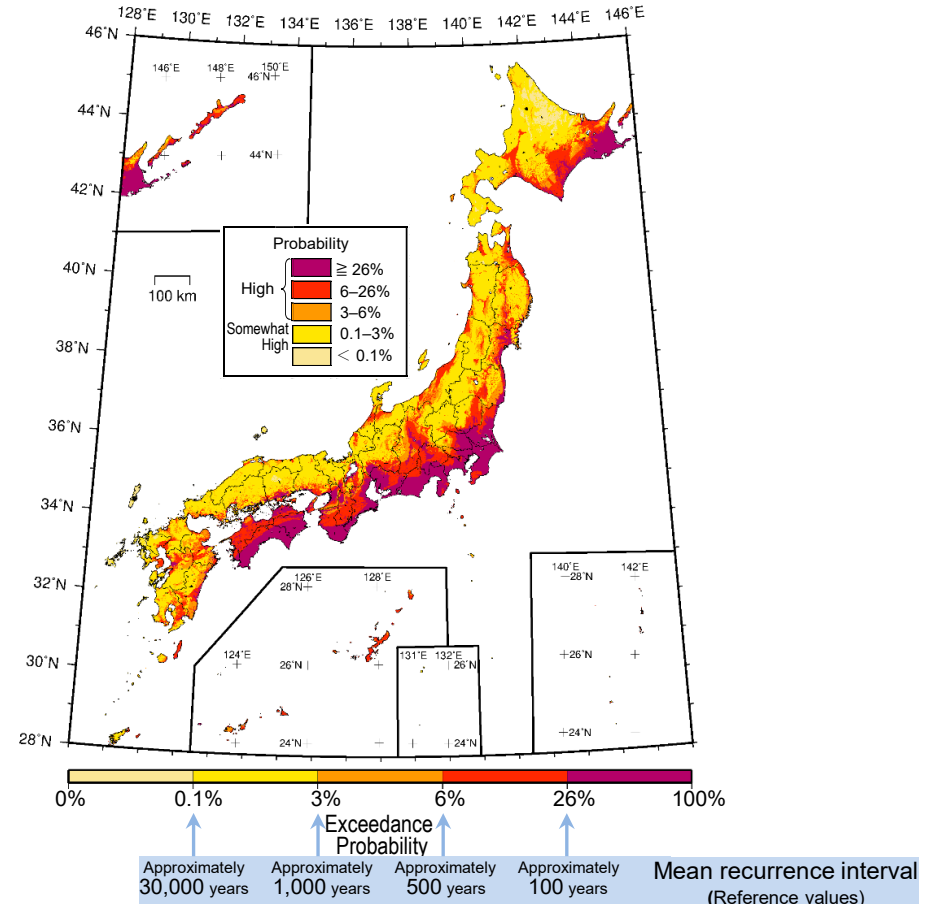 128°E 130°E 132°E 134°E 136°E 138°E 140°E 142°E 144°E 146°E
46°N
146°E 148°E 150°E
46°N
44°N
44°N
42°N
40°N
100 km
Probability
High
≧ 26%
6–26%
3–6%
Somewhat High
0.1–3%
< 0.1%
38°N
36°N
34°N
32°N
126°E 128°E
28°N
140°E 142°E
28°N
30°N
124°E
26°N
131°E 132°E
26°N
26°N
28°N
24°N
24°N
24°N
0% 0.1% 3% 6% 26% 100%
Exceedance
Probability
Approximately Approximately Approximately Approximately
30,000 years 1,000 years 500 years 100 years
Mean recurrence interval
(Reference values)